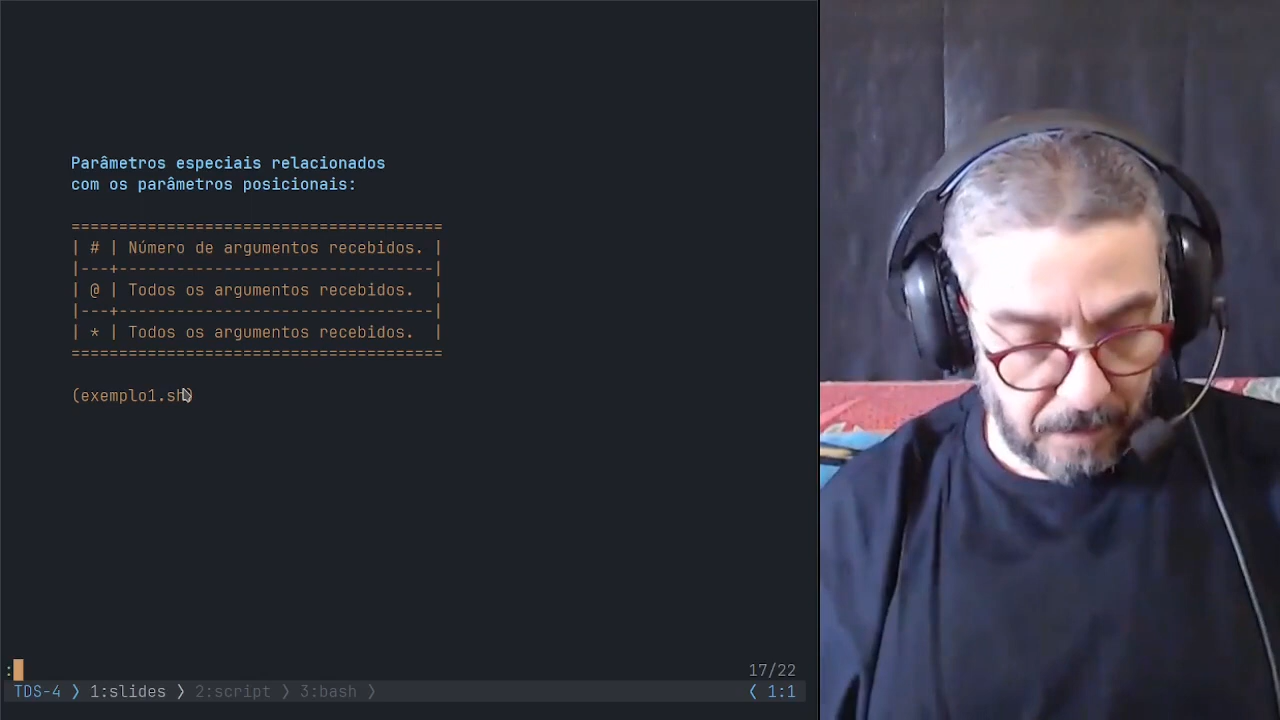 Parâmetros especiais relacionados
com os parâmetros posicionais:
=======================================
| # | Número de argumentos recebidos. |
|---+---------------------------------|
| @ | Todos os argumentos recebidos.  |
|---+---------------------------------|
| * | Todos os argumentos recebidos.  |
=======================================
(exemplo1.sh)
: 17/22
TDS-4 〉 1:slides 〉 2:script 〉 3:bash 〉 〈 1:1